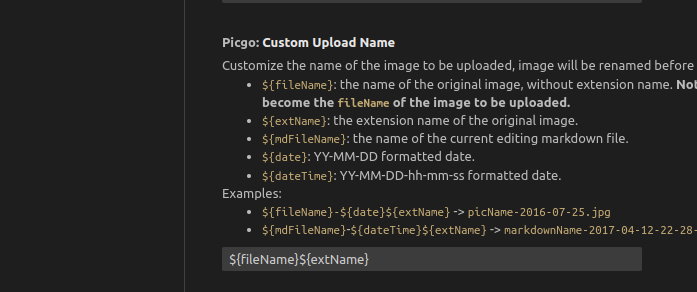 Picgo: Custom Upload Name
Customize the name of the image to be uploaded, image will be renamed before
${fileName}: the name of the original image, without extension name. Not
become the fileName of the image to be uploaded.
${extName}: the extension name of the original image.
${mdFileName}: the name of the current editing markdown file.
${date}: YY-MM-DD formatted date.
${dateTime}: YY-MM-DD-hh-mm-ss formatted date.
Examples:
${fileName}-${date}${extName} -> picName-2016-07-25.jpg
${mdFileName}-${dateTime}${extName} -> markdownName-2017-04-12-22-28-
${fileName}${extName}